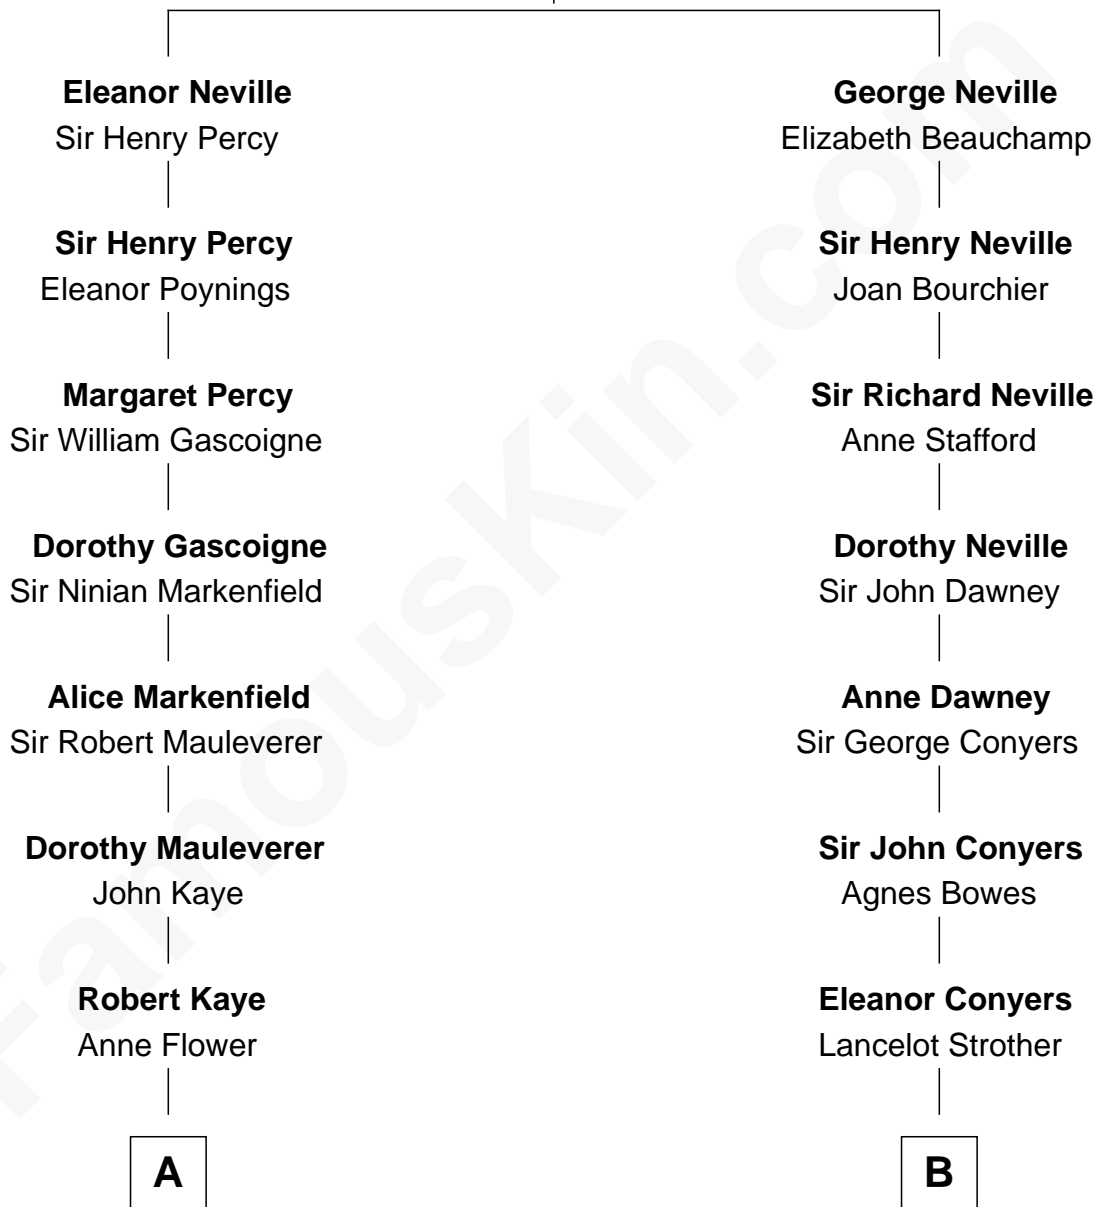 Eleanor Neville
Sir Henry Percy
George Neville
Elizabeth Beauchamp
Sir Henry Percy
Eleanor Poynings
Sir Henry Neville
Joan Bourchier
Margaret Percy
Sir William Gascoigne
Sir Richard Neville
Anne Stafford
Dorothy Gascoigne
Sir Ninian Markenfield
Dorothy Neville
Sir John Dawney
Alice Markenfield
Sir Robert Mauleverer
Anne Dawney
Sir George Conyers
Dorothy Mauleverer
John Kaye
Sir John Conyers
Agnes Bowes
Robert Kaye
Anne Flower
Eleanor Conyers
Lancelot Strother
A
B
FamousKin.com